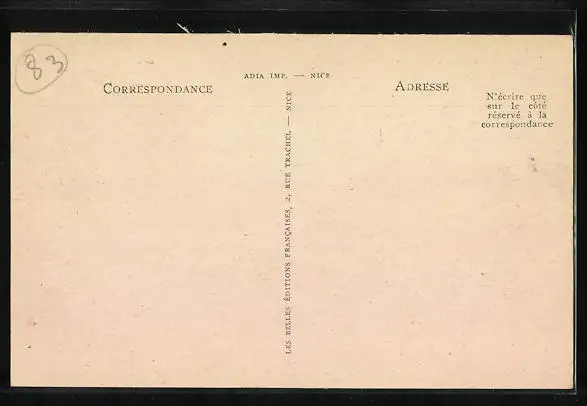 83
ADIA IMP. — NICE
CORRESPONDANCE
ADRESSE
N'écrire que
sur le côté
réservé à la
correspondance
LES BELLES ÉDITIONS FRANÇAISES, 2, RUE TRACHEL — NICE